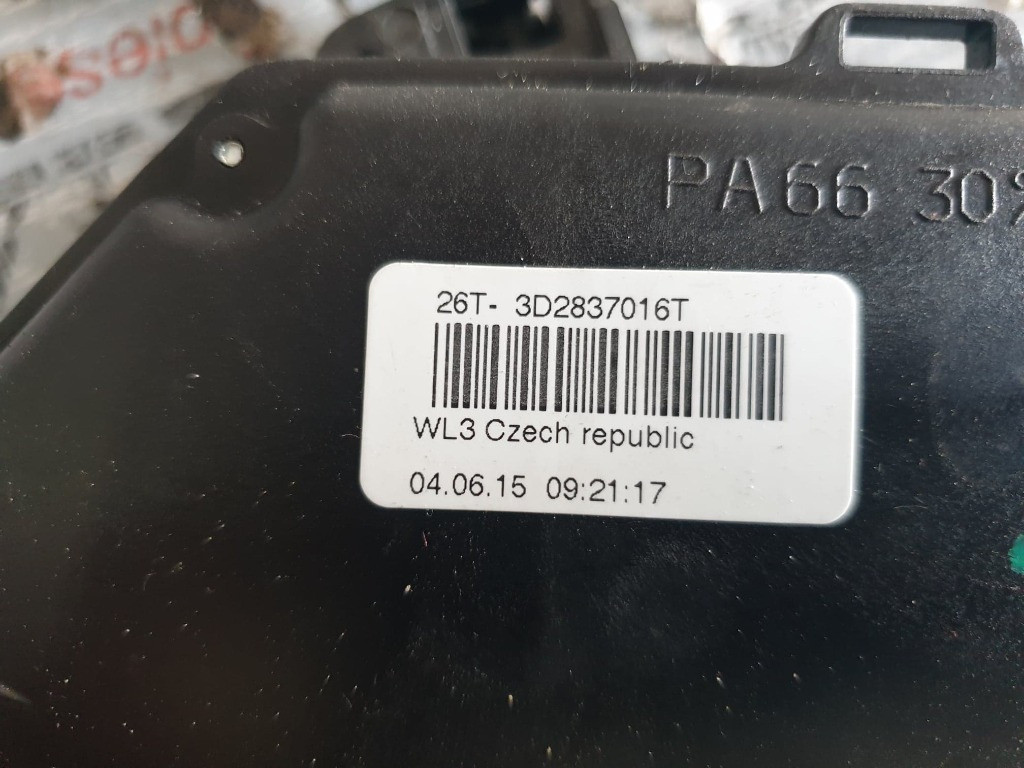 PA66 30%
26T- 3D2837016T
WL3 Czech republic
04.06.15 09:21:17